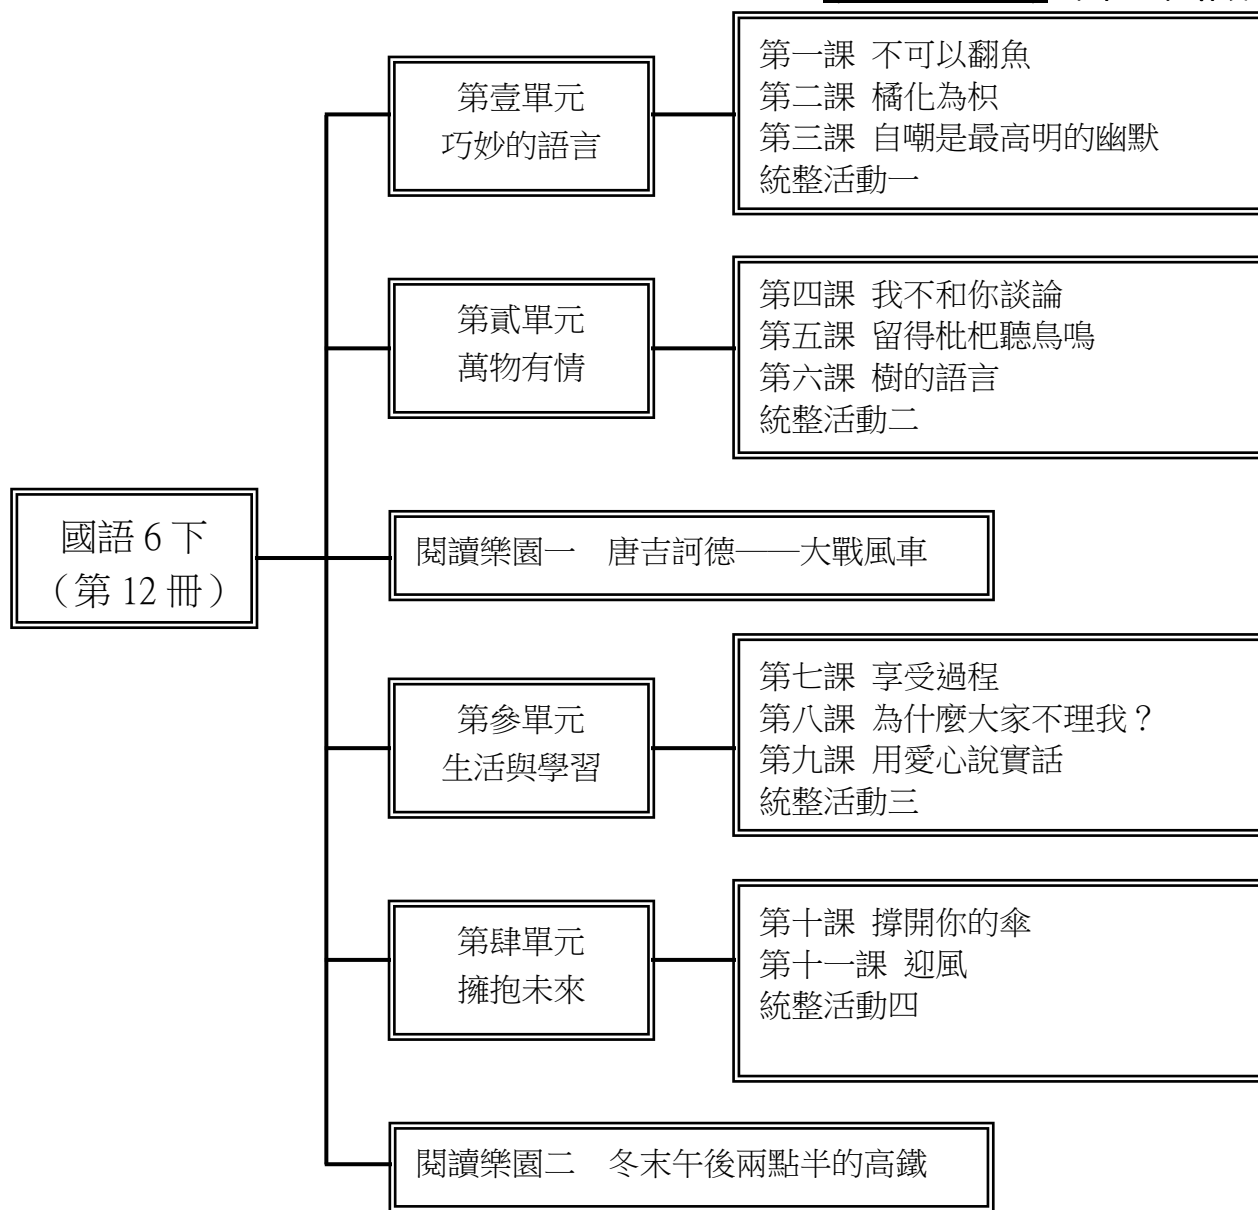 第壹單元
巧妙的語言
第一課 不可以翻魚
第二課 橘化為枳
第三課 自嘲是最高明的幽默
統整活動一
第貳單元
萬物有情
第四課 我不和你談論
第五課 留得枇杷聽鳥鳴
第六課 樹的語言
統整活動二
國語 6 下
（第 12 冊）
閱讀樂園一　唐吉訶德──大戰風車
第參單元
生活與學習
第七課 享受過程
第八課 為什麼大家不理我？
第九課 用愛心說實話
統整活動三
第肆單元
擁抱未來
第十課 撐開你的傘
第十一課 迎風
統整活動四
閱讀樂園二　冬末午後兩點半的高鐵